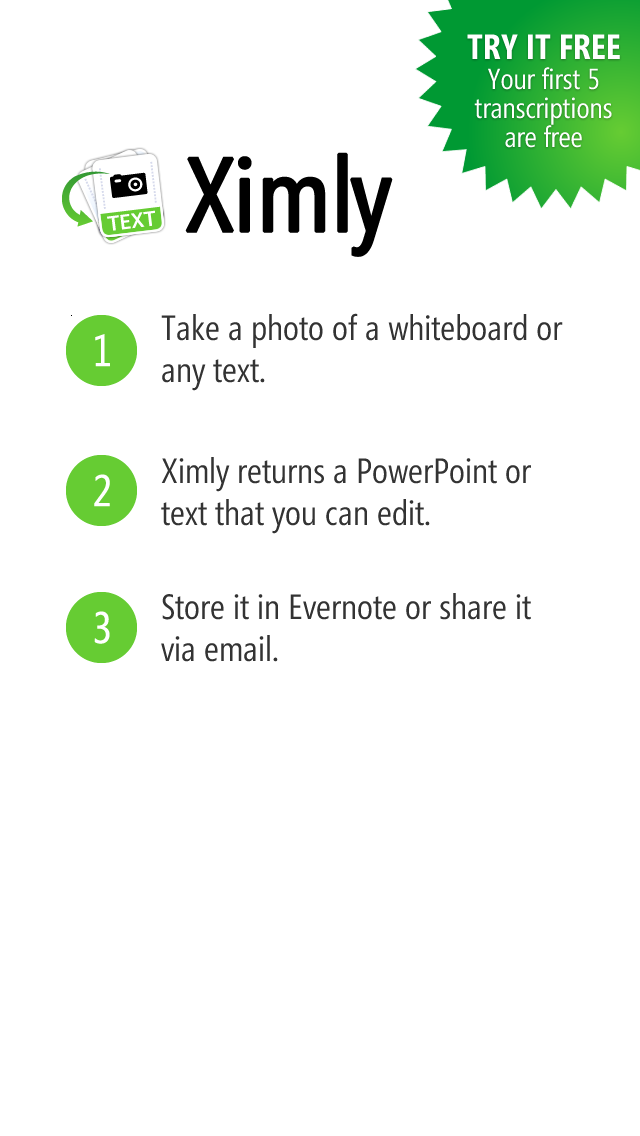 TRY IT FREE
Your first 5
transcriptions
are free
TEXT
Ximly
1
Take a photo of a whiteboard or
any text.
2
Ximly returns a PowerPoint or
text that you can edit.
3
Store it in Evernote or share it
via email.